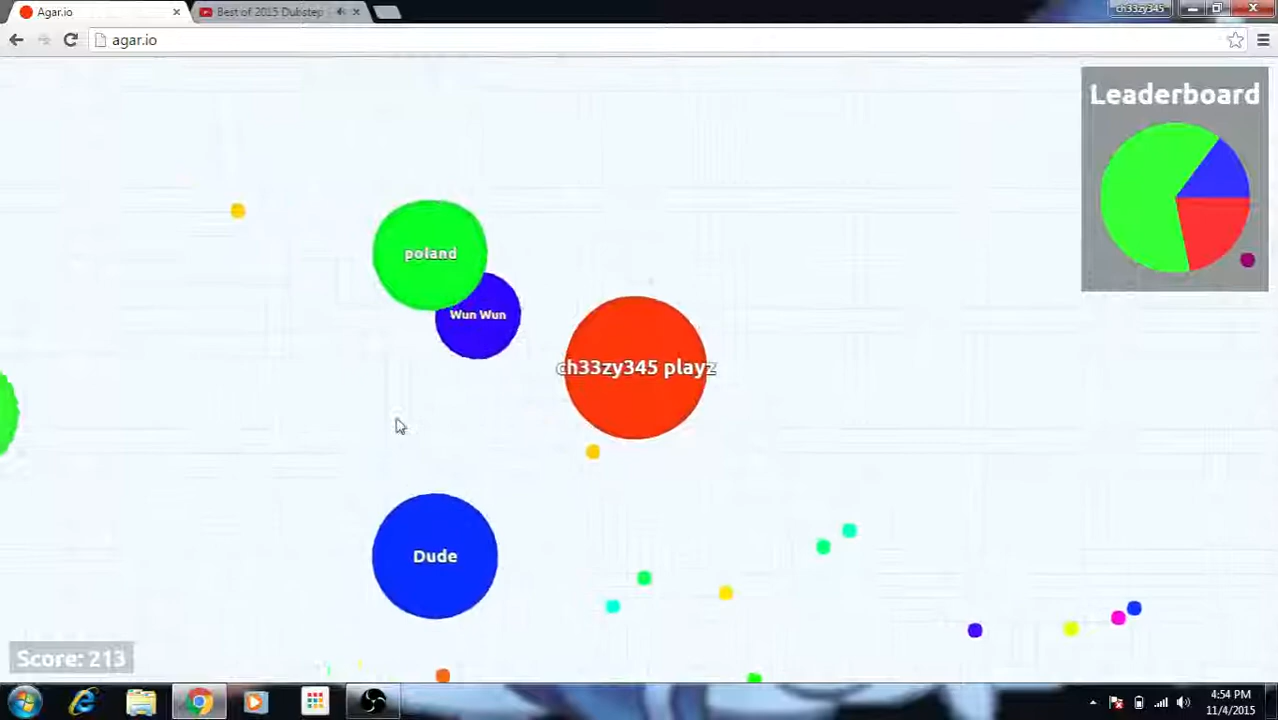 Agar.io
Best of 2015 Dubstep
ch33zy345
agar.io
Leaderboard
poland
Wun Wun
ch33zy345 playz
Dude
Score: 213
4:54 PM
11/4/2015